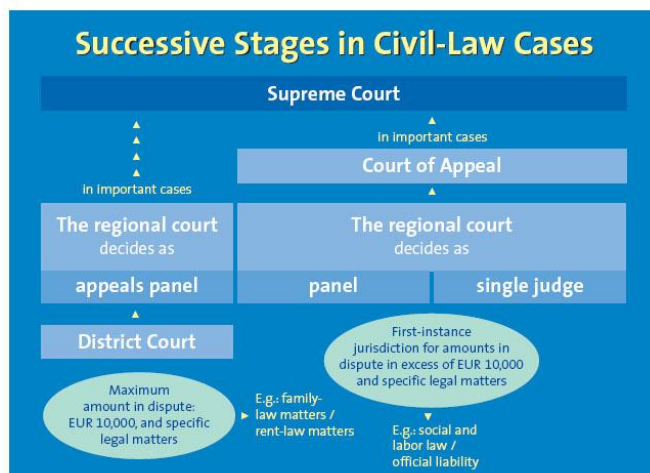 Successive Stages in Civil-Law Cases
Supreme Court
in important cases
Court of Appeal
in important cases
The regional court
decides as
appeals panel
The regional court
decides as
panel
single judge
District Court
First-instance
jurisdiction for amounts in
dispute in excess of EUR 10,000
and specific legal matters
Maximum
amount in dispute:
EUR 10,000, and specific
legal matters
E.g.: family-
law matters /
rent-law matters
E.g.: social and
labor law /
official liability